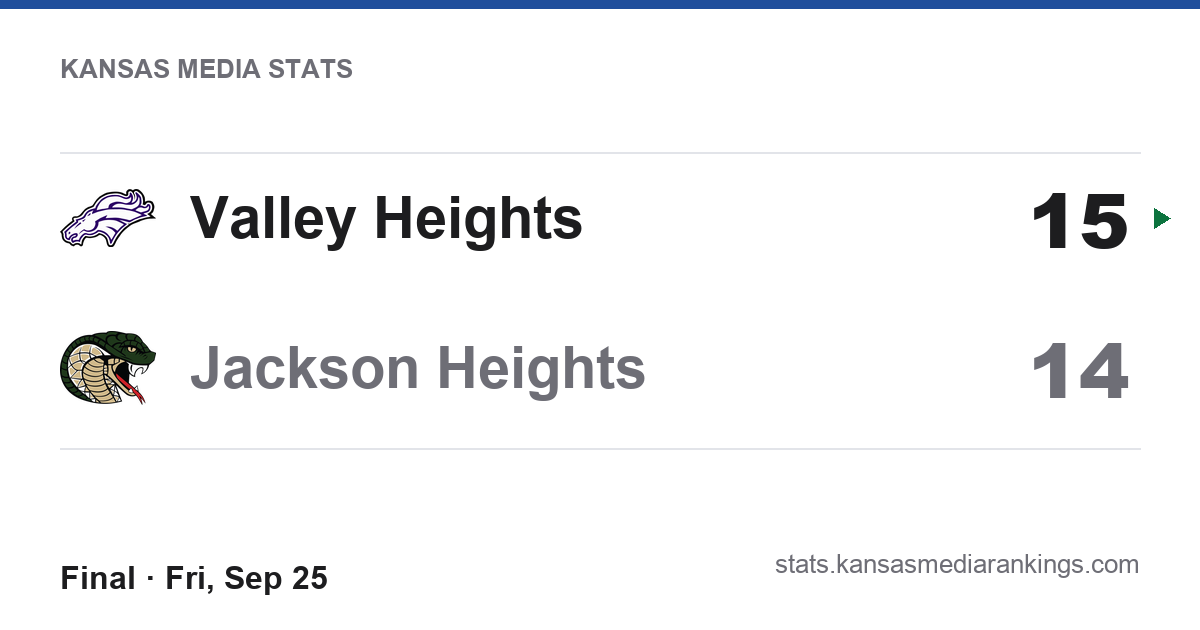 KANSAS MEDIA STATS
Valley Heights 15
Jackson Heights 14
Final · Fri, Sep 25
stats.kansasmediarankings.com